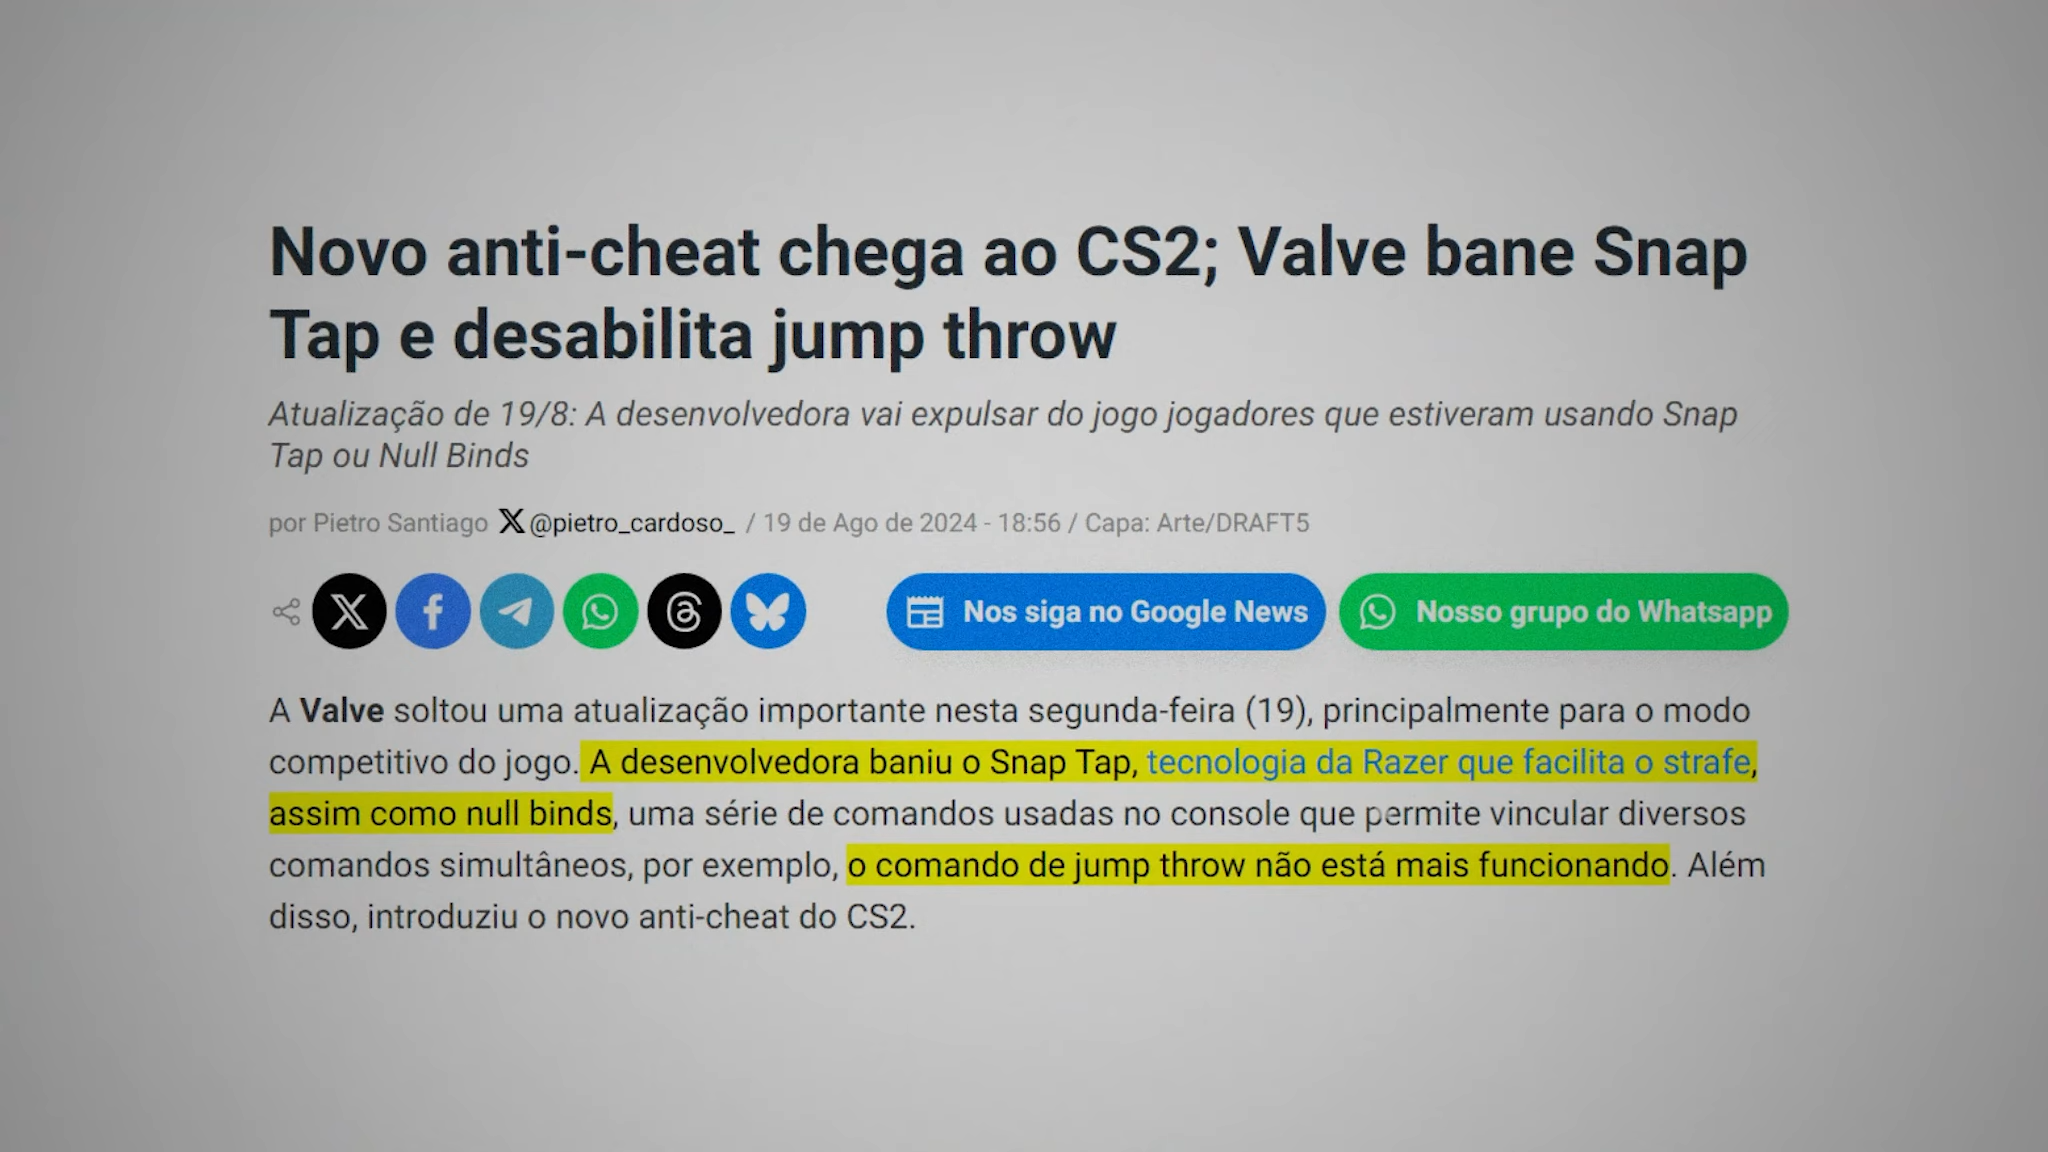 Novo anti-cheat chega ao CS2; Valve bane Snap
Tap e desabilita jump throw
Atualização de 19/8: A desenvolvedora vai expulsar do jogo jogadores que estiveram usando Snap
Tap ou Null Binds
por Pietro Santiago X @pietro_cardoso_ / 19 de Ago de 2024 - 18:56 / Capa: Arte/DRAFT5
Nos siga no Google News
Nosso grupo do Whatsapp
A Valve soltou uma atualização importante nesta segunda-feira (19), principalmente para o modo
competitivo do jogo. A desenvolvedora baniu o Snap Tap, tecnologia da Razer que facilita o strafe,
assim como null binds, uma série de comandos usadas no console que permite vincular diversos
comandos simultâneos, por exemplo, o comando de jump throw não está mais funcionando. Além
disso, introduziu o novo anti-cheat do CS2.